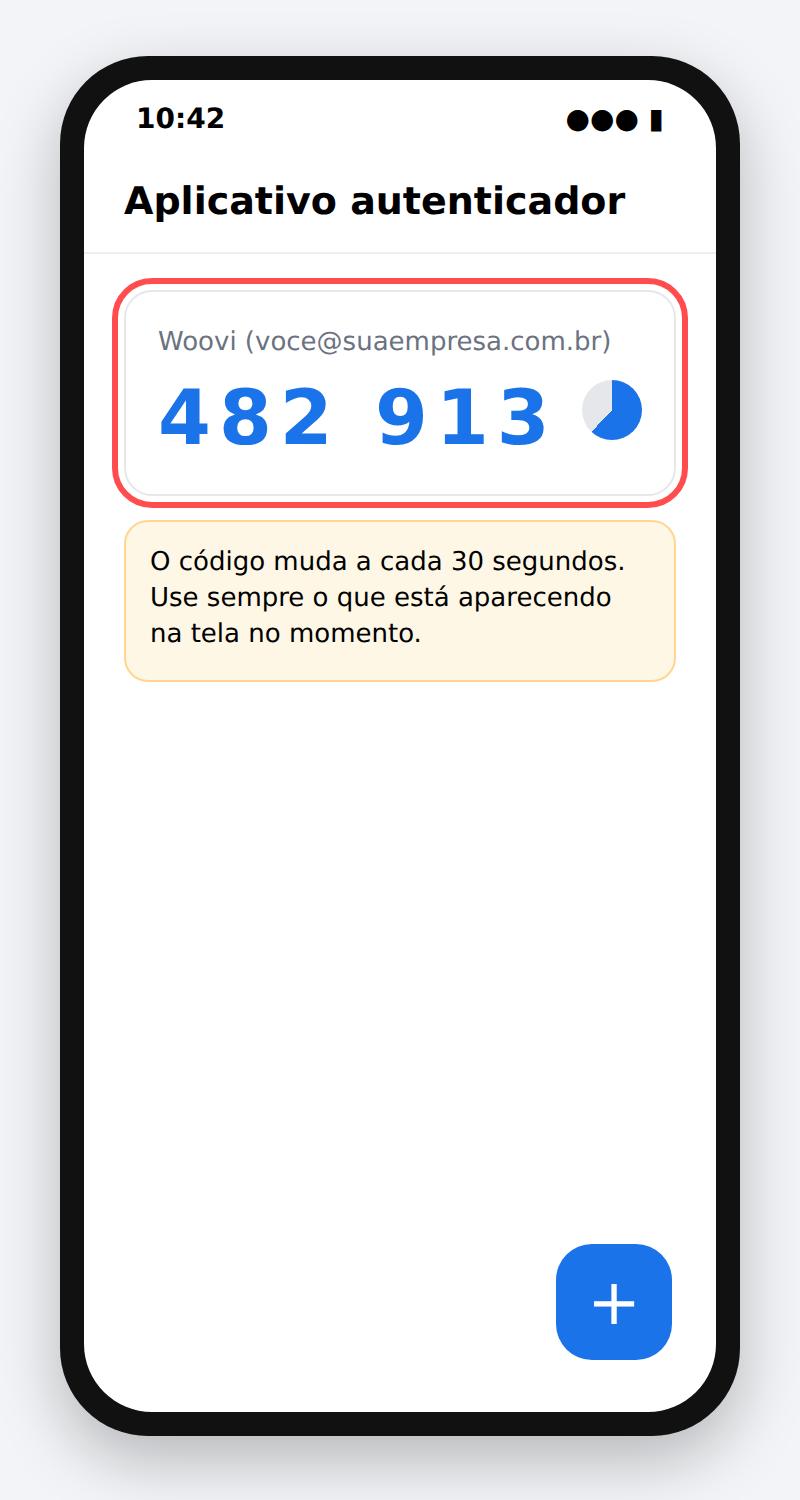 10:42
Aplicativo autenticador
Woovi (voce@suaempresa.com.br)
482 913
O código muda a cada 30 segundos.
Use sempre o que está aparecendo
na tela no momento.
+